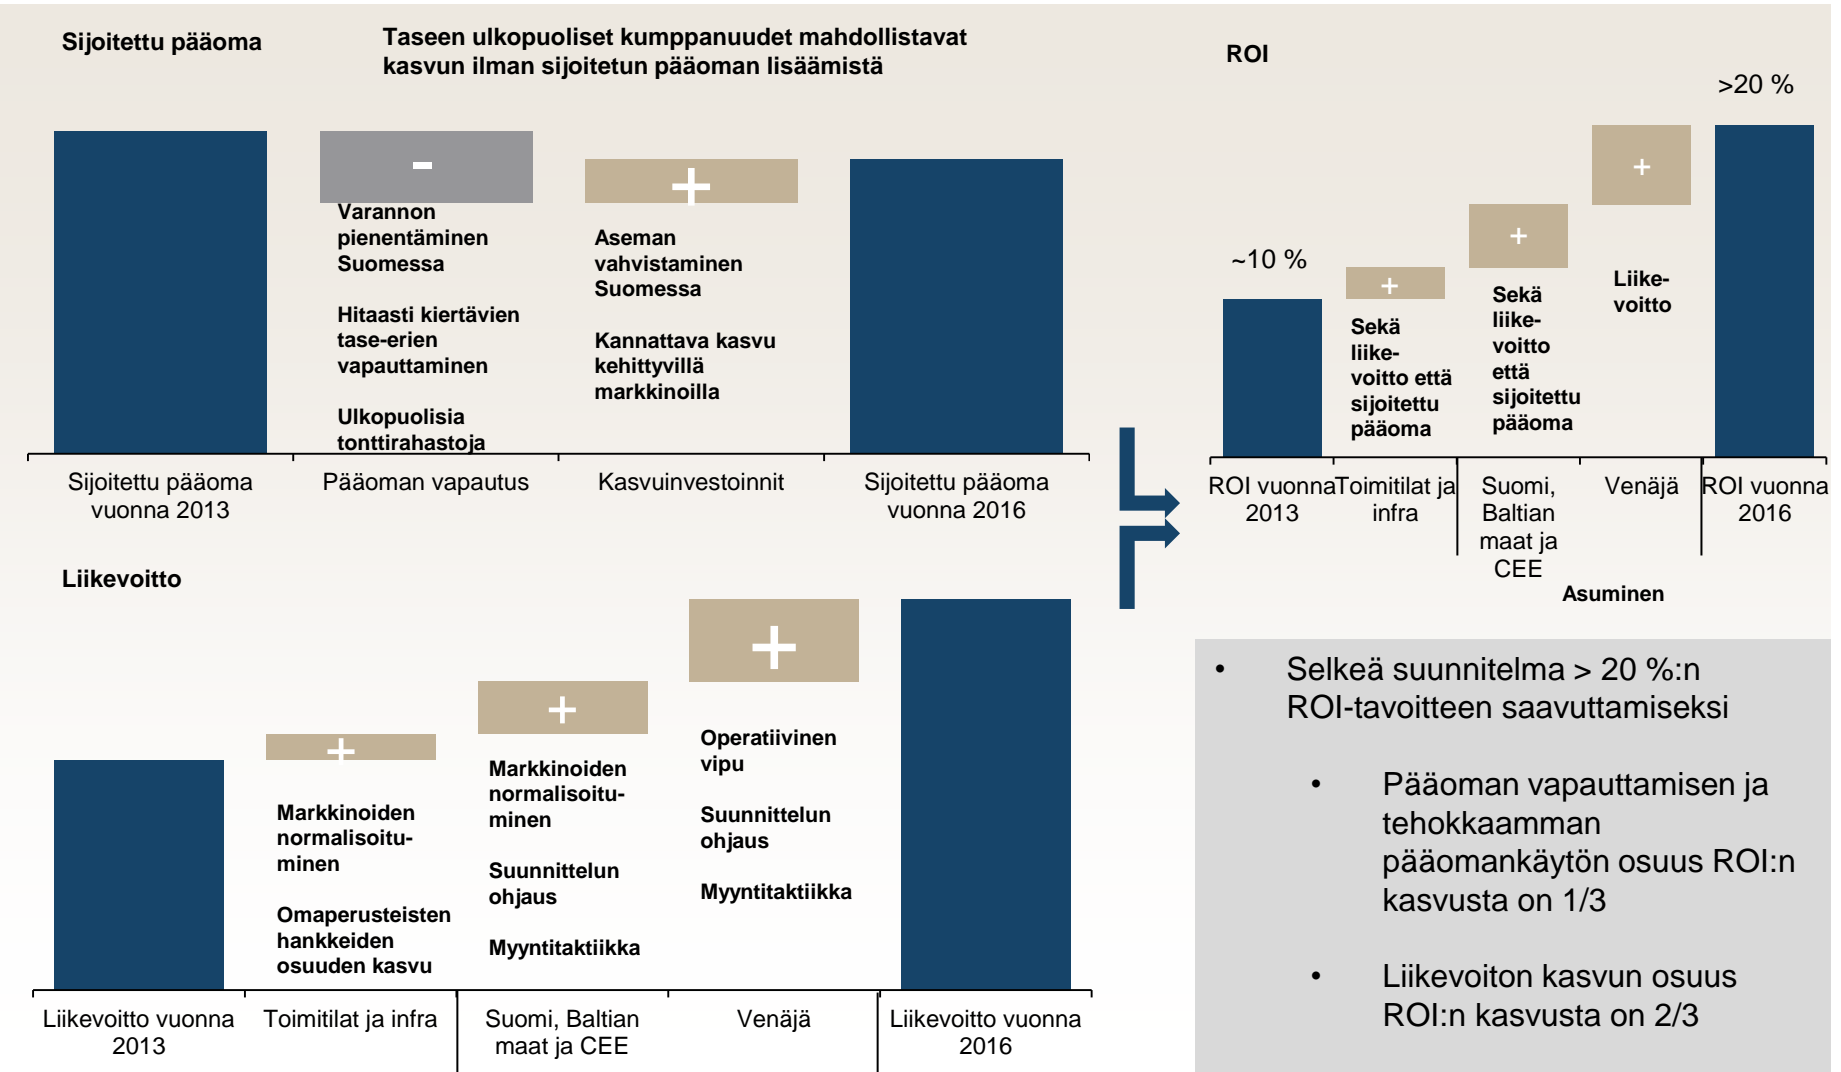 Sijoitettu pääoma
Taseen ulkopuoliset kumppanuudet mahdollistavat
kasvun ilman sijoitetun pääoman lisäämistä
-
Varannon
pienentäminen
Suomessa
Hitaasti kiertävien
tase-erien
vapauttaminen
Ulkopuolisia
tonttirahastoja
+
Aseman
vahvistaminen
Suomessa
Kannattava kasvu
kehittyvillä
markkinoilla
Sijoitettu pääoma
vuonna 2013
Pääoman vapautus
Kasvuinvestoinnit
Sijoitettu pääoma
vuonna 2016
ROI
~10 %
>20 %
+
Sekä
liike-
voitto että
sijoitettu
pääoma
+
Sekä
liike-
voitto
että
sijoitettu
pääoma
+
Liike-
voitto
ROI vuonna
2013
Toimitilat ja
infra
Suomi,
Baltian
maat ja
CEE
Venäjä
ROI vuonna
2016
Asuminen
Liikevoitto
+
Markkinoiden
normalisoitu-
minen
Omaperusteisten
hankkeiden
osuuden kasvu
+
Markkinoiden
normalisoitu-
minen
Suunnittelun
ohjaus
Myyntitaktiikka
+
Operatiivinen
vipu
Suunnittelun
ohjaus
Myyntitaktiikka
Liikevoitto vuonna
2013
Toimitilat ja infra
Suomi, Baltian
maat ja CEE
Venäjä
Liikevoitto vuonna
2016
• Selkeä suunnitelma > 20 %:n
ROI-tavoitteen saavuttamiseksi
• Pääoman vapauttamisen ja
tehokkaamman
pääomankäytön osuus ROI:n
kasvusta on 1/3
• Liikevoiton kasvun osuus
ROI:n kasvusta on 2/3